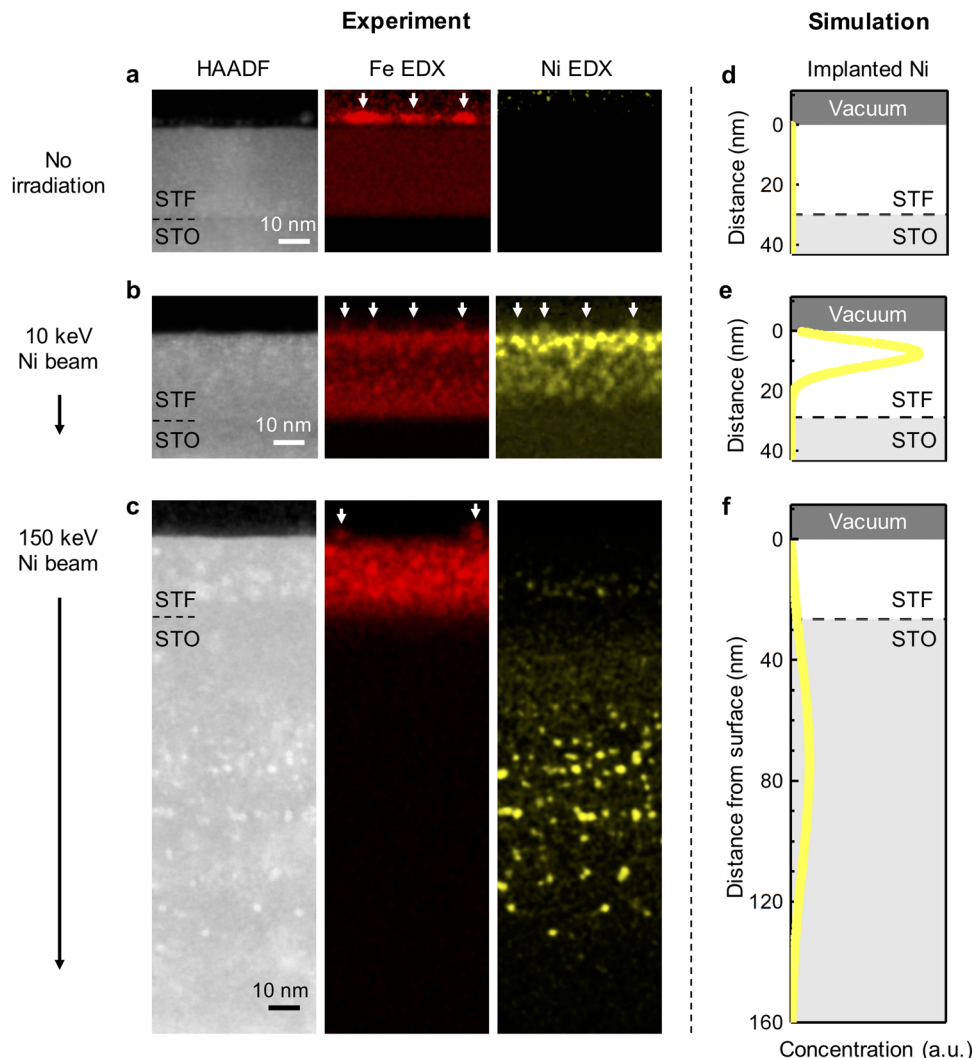 Experiment
Simulation
HAADF
Fe EDX
Ni EDX
Implanted Ni
a
No
irradiation
STF
STO
10 nm
d
Vacuum
Distance (nm)
0
20
40
STF
STO
b
10 keV
Ni beam
STF
STO
10 nm
e
Vacuum
Distance (nm)
0
20
40
STF
STO
c
150 keV
Ni beam
STF
STO
10 nm
f
Vacuum
Distance from surface (nm)
0
40
80
120
160
STF
STO
Concentration (a.u.)